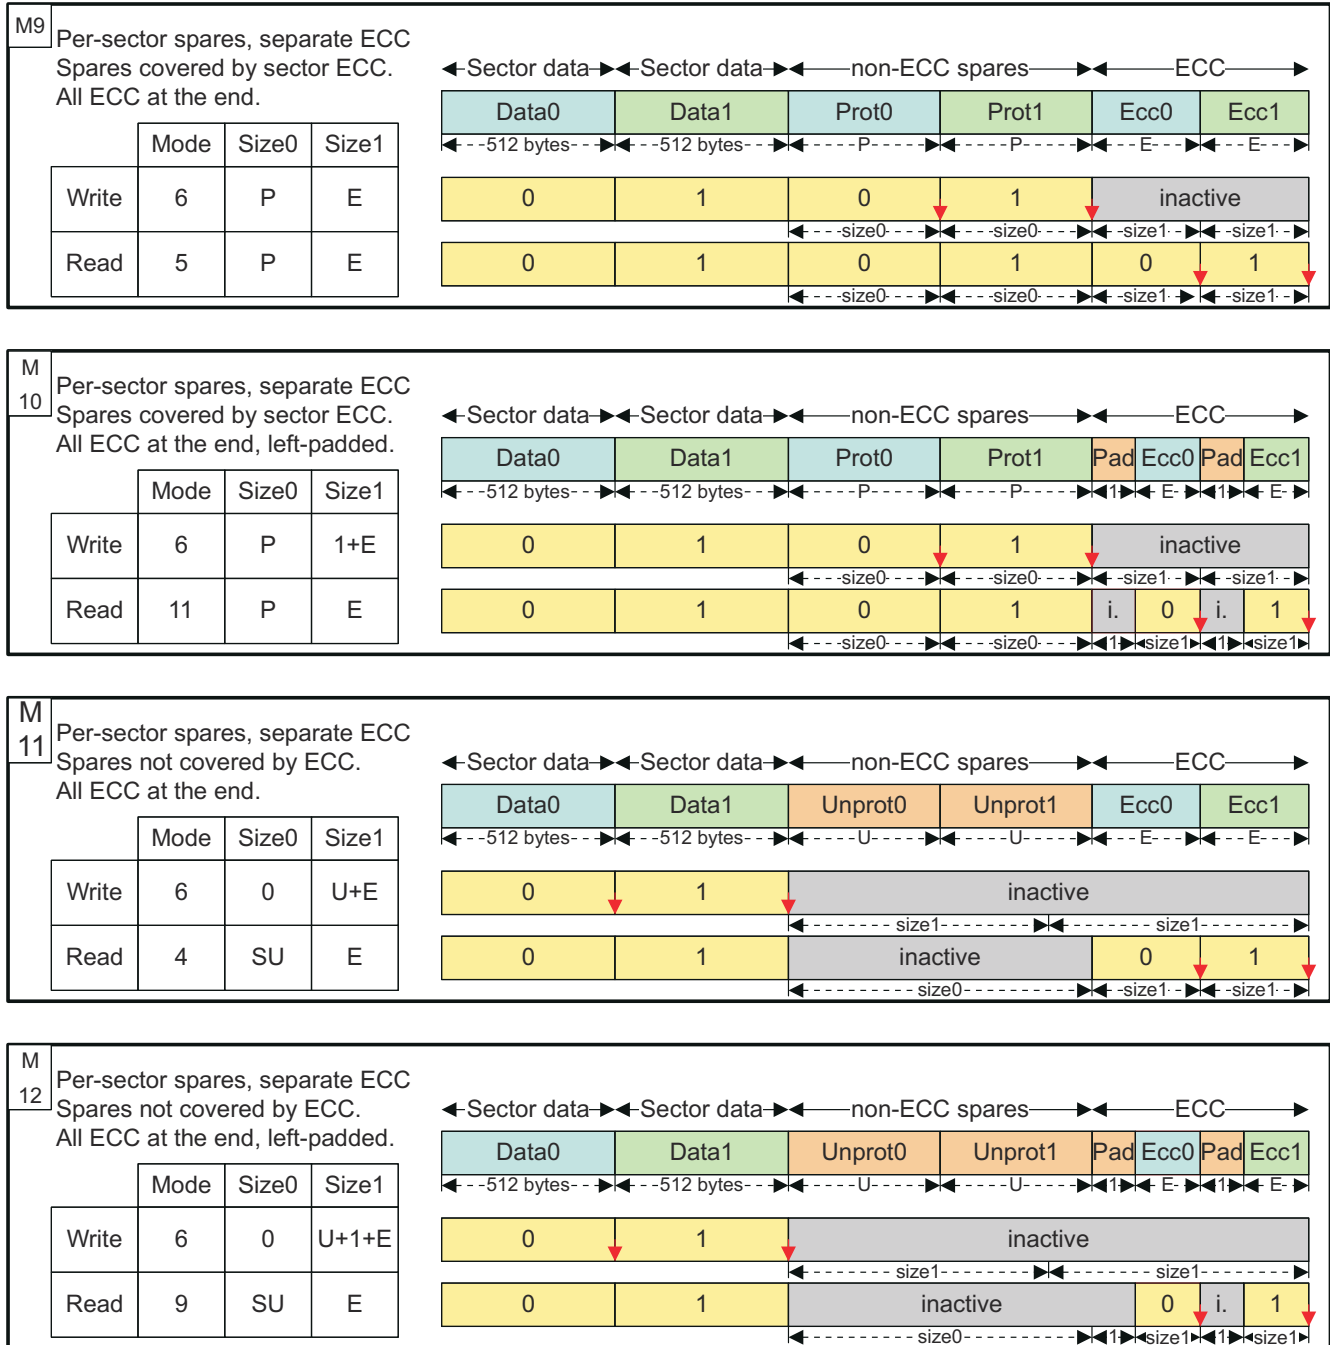 M9
Per-sector spares, separate ECC
Spares covered by sector ECC.
All ECC at the end.
Mode Size0 Size1
Write 6 P E
Read 5 P E
Sector data Sector data non-ECC spares ECC
Data0 Data1 Prot0 Prot1 Ecc0 Ecc1
512 bytes 512 bytes P P E E
0 1 0 1 inactive
size0 size0 size1 size1
0 1 0 1 0 1
size0 size0 size1 size1
M
10
Per-sector spares, separate ECC
Spares covered by sector ECC.
All ECC at the end, left-padded.
Mode Size0 Size1
Write 6 P 1+E
Read 11 P E
Sector data Sector data non-ECC spares ECC
Data0 Data1 Prot0 Prot1 Pad Ecc0 Pad Ecc1
512 bytes 512 bytes P P 1 E 1 E
0 1 0 1 inactive
size0 size0 size1 size1
0 1 0 1 i. 0 i. 1
size0 size0 1 size1 1 size1
M
11
Per-sector spares, separate ECC
Spares not covered by ECC.
All ECC at the end.
Mode Size0 Size1
Write 6 0 U+E
Read 4 SU E
Sector data Sector data non-ECC spares ECC
Data0 Data1 Unprot0 Unprot1 Ecc0 Ecc1
512 bytes 512 bytes U U E E
0 1 inactive
size1 size1
0 1 inactive 0 1
size0 size1 size1
M
12
Per-sector spares, separate ECC
Spares not covered by ECC.
All ECC at the end, left-padded.
Mode Size0 Size1
Write 6 0 U+1+E
Read 9 SU E
Sector data Sector data non-ECC spares ECC
Data0 Data1 Unprot0 Unprot1 Pad Ecc0 Pad Ecc1
512 bytes 512 bytes U U 1 E 1 E
0 1 inactive
size1 size1
0 1 inactive 0 i. 1
size0 1 size1 1 size1